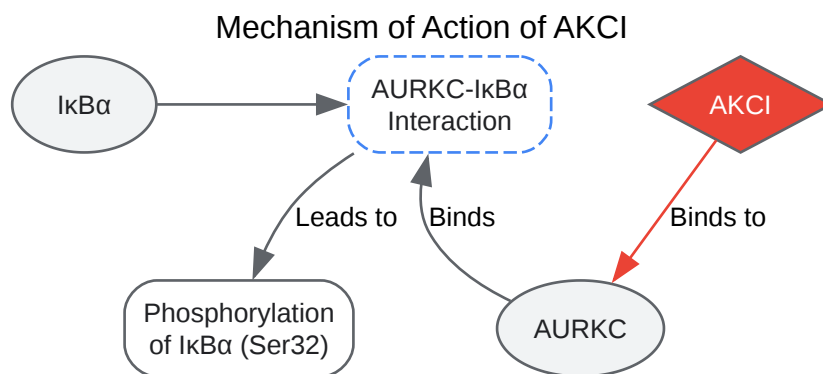 Mechanism of Action of AKCI
IκBα
AURKC-IκBα
Interaction
AKCI
Leads to
Binds
Binds to
Phosphorylation
of IκBα (Ser32)
AURKC